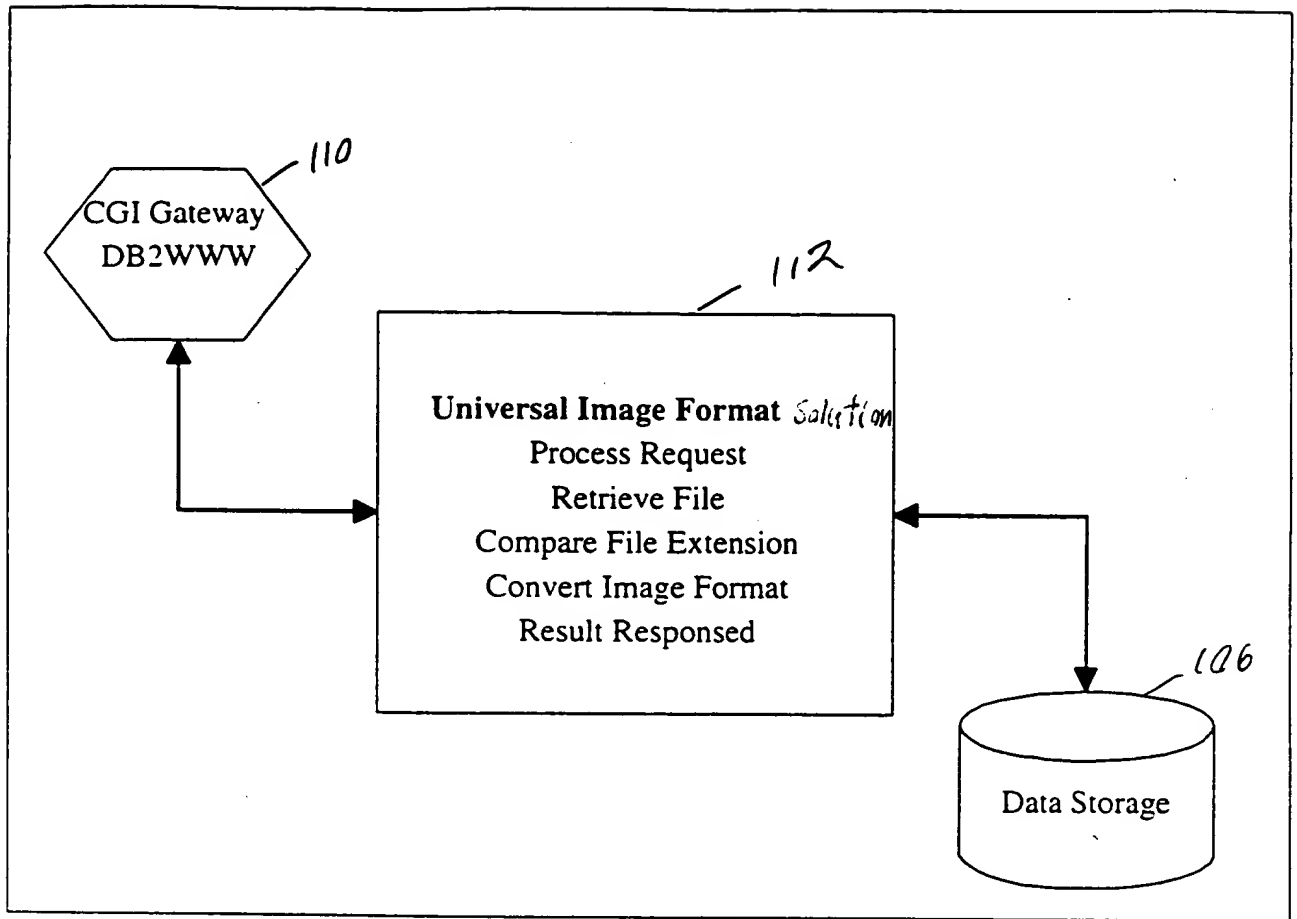 110
CGI Gateway
DB2WWW
112
Universal Image Format Solution
Process Request
Retrieve File
Compare File Extension
Convert Image Format
Result Responsed
106
Data Storage